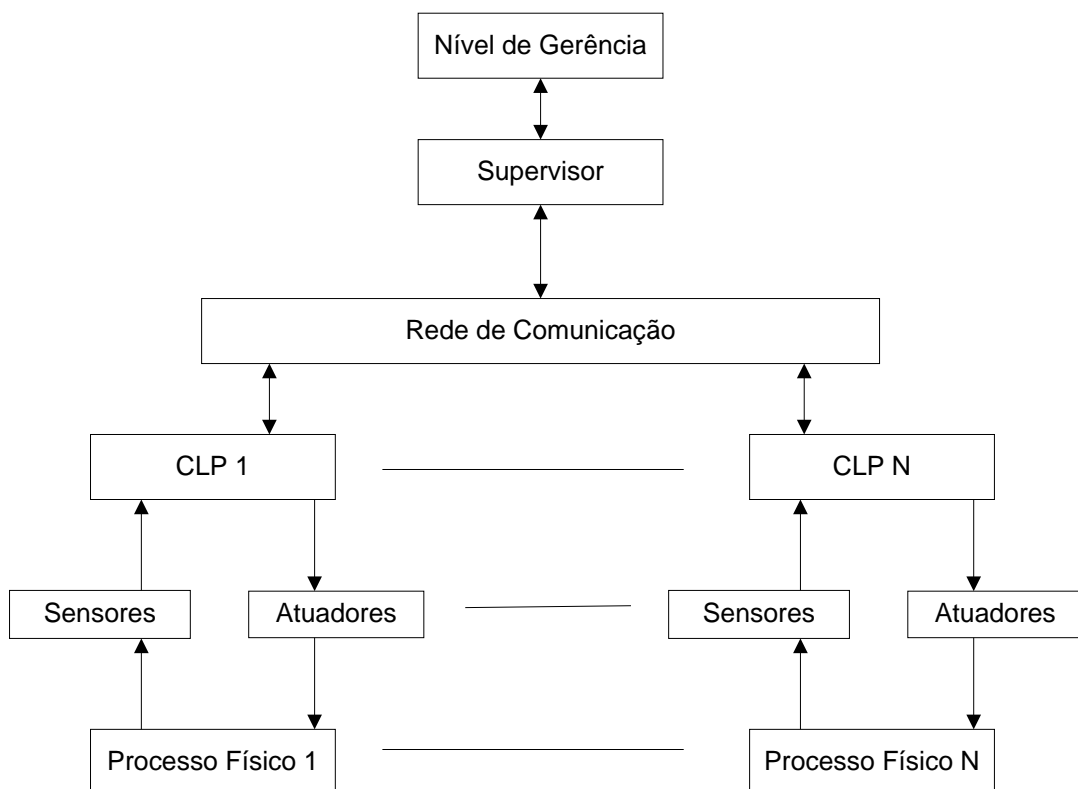 Nível de Gerência
Supervisor
Rede de Comunicação
CLP 1
CLP N
Sensores
Atuadores
Sensores
Atuadores
Processo Físico 1
Processo Físico N